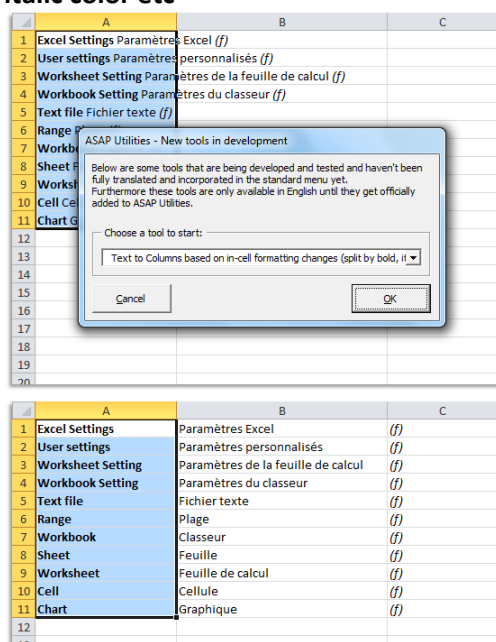 italic color etc
A B C
1 Excel Settings Paramètres Excel (f)
2 User settings Paramètres personnalisés (f)
3 Worksheet Setting Paramètres de la feuille de calcul (f)
4 Workbook Setting Paramètres du classeur (f)
5 Text file Fichier texte (f)
6 Range
7
8 Sheet
9
10 Cell
11 Chart
12
13
14
15
16
17
18
19
20
ASAP Utilities - New tools in development
Below are some tools that are being developed and tested and haven't been
fully translated and incorporated in the standard menu yet.
Furthermore these tools are only available in English until they get officially
added to ASAP Utilities.
Choose a tool to start:
Text to Columns based on in-cell formatting changes (split by bold,
Cancel OK
A B C
1 Excel Settings Paramètres Excel (f)
2 User settings Paramètres personnalisés (f)
3 Worksheet Setting Paramètres de la feuille de calcul (f)
4 Workbook Setting Paramètres du classeur (f)
5 Text file Fichier texte (f)
6 Range Plage (f)
7 Workbook Classeur (f)
8 Sheet Feuille (f)
9 Worksheet Feuille de calcul (f)
10 Cell Cellule (f)
11 Chart Graphique (f)
12